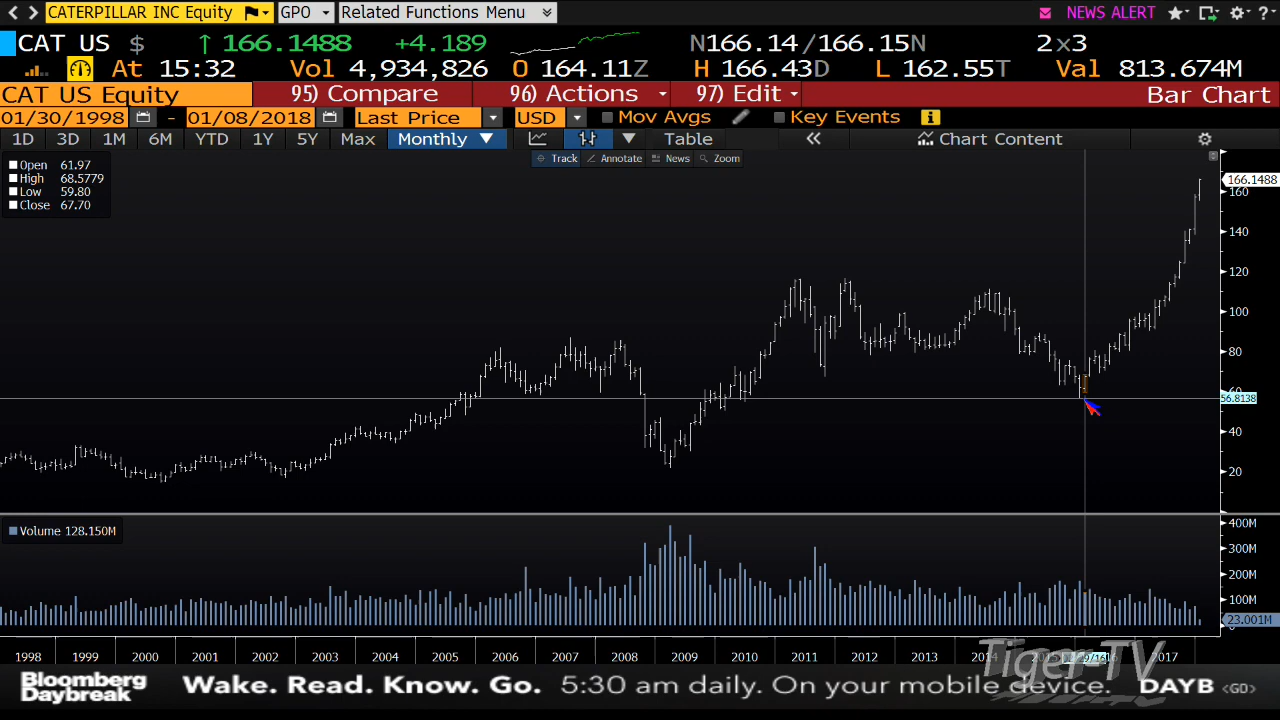 CATERPILLAR INC Equity GPO Related Functions Menu NEWS ALERT ?
CAT US $ ↑ 166.1488 +4.189 N166.14/166.15N 2x3
At 15:32 Vol 4,934,826 O 164.11Z H 166.43D L 162.55T Val 813.674M
CAT US Equity 95) Compare 96) Actions 97) Edit Bar Chart
01/30/1998 - 01/08/2018 Last Price USD Mov Avgs Key Events i
1D 3D 1M 6M YTD 1Y 5Y Max Monthly ▼ Table « Chart Content
Track Annotate News Zoom
Open 61.97
High 68.5779
Low 59.80
Close 67.70
166.1488
160
140
120
100
80
60
56.8138
40
20
Volume 128.150M
400M
300M
200M
100M
23.001M
0
1998 1999 2000 2001 2002 2003 2004 2005 2006 2007 2008 2009 2010 2011 2012 2013 2014 2015 2017
Tiger-TV
Bloomberg
Daybreak
Wake. Read. Know. Go. 5:30 am daily. On your mobile device. DAYB <GO>